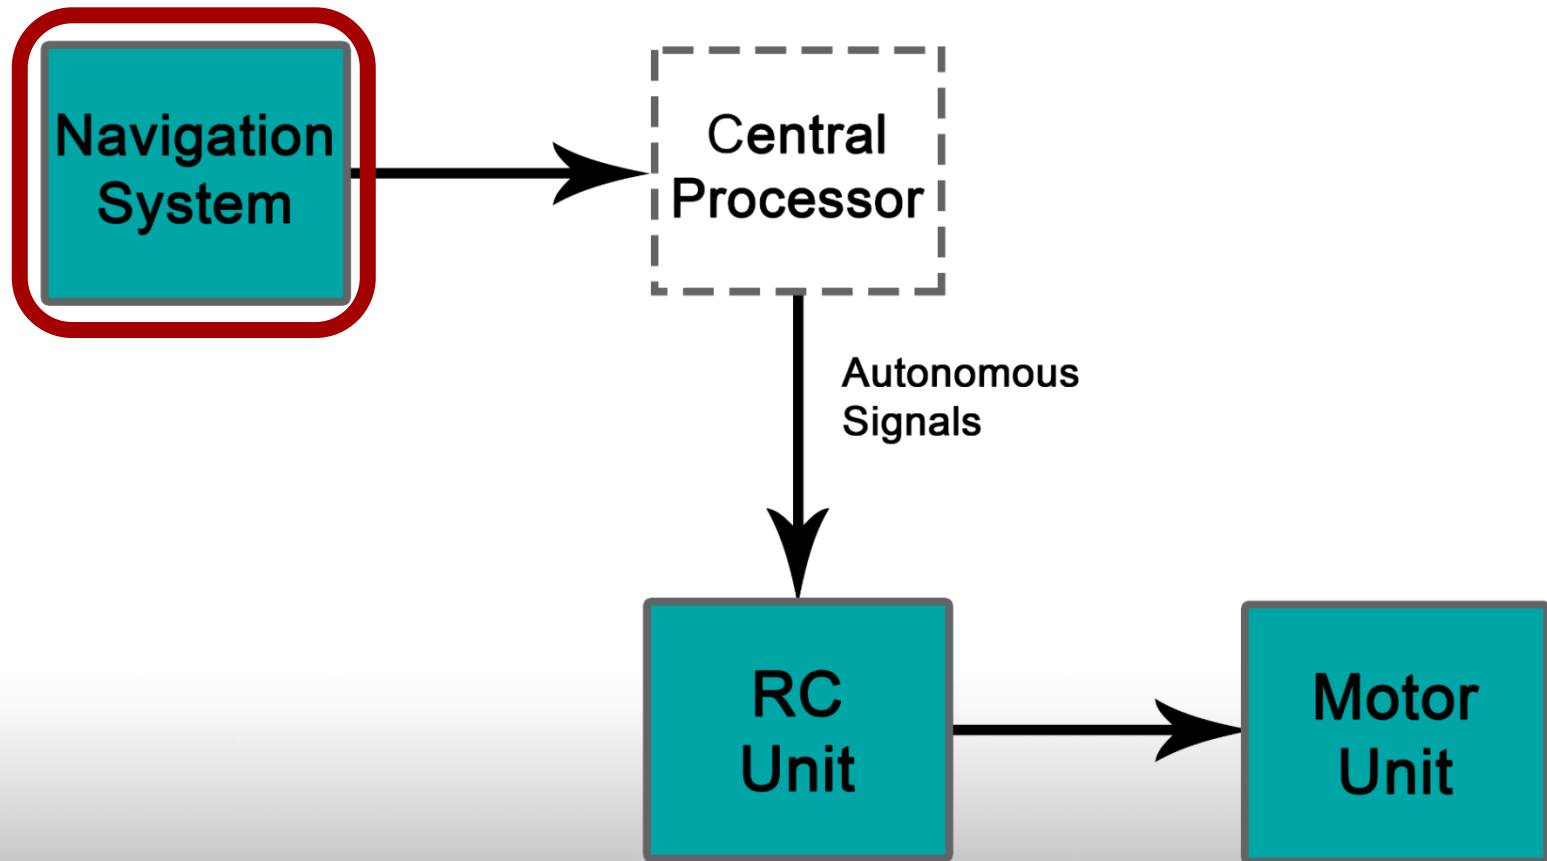 Navigation
System
Central
Processor
Autonomous
Signals
RC
Unit
Motor
Unit